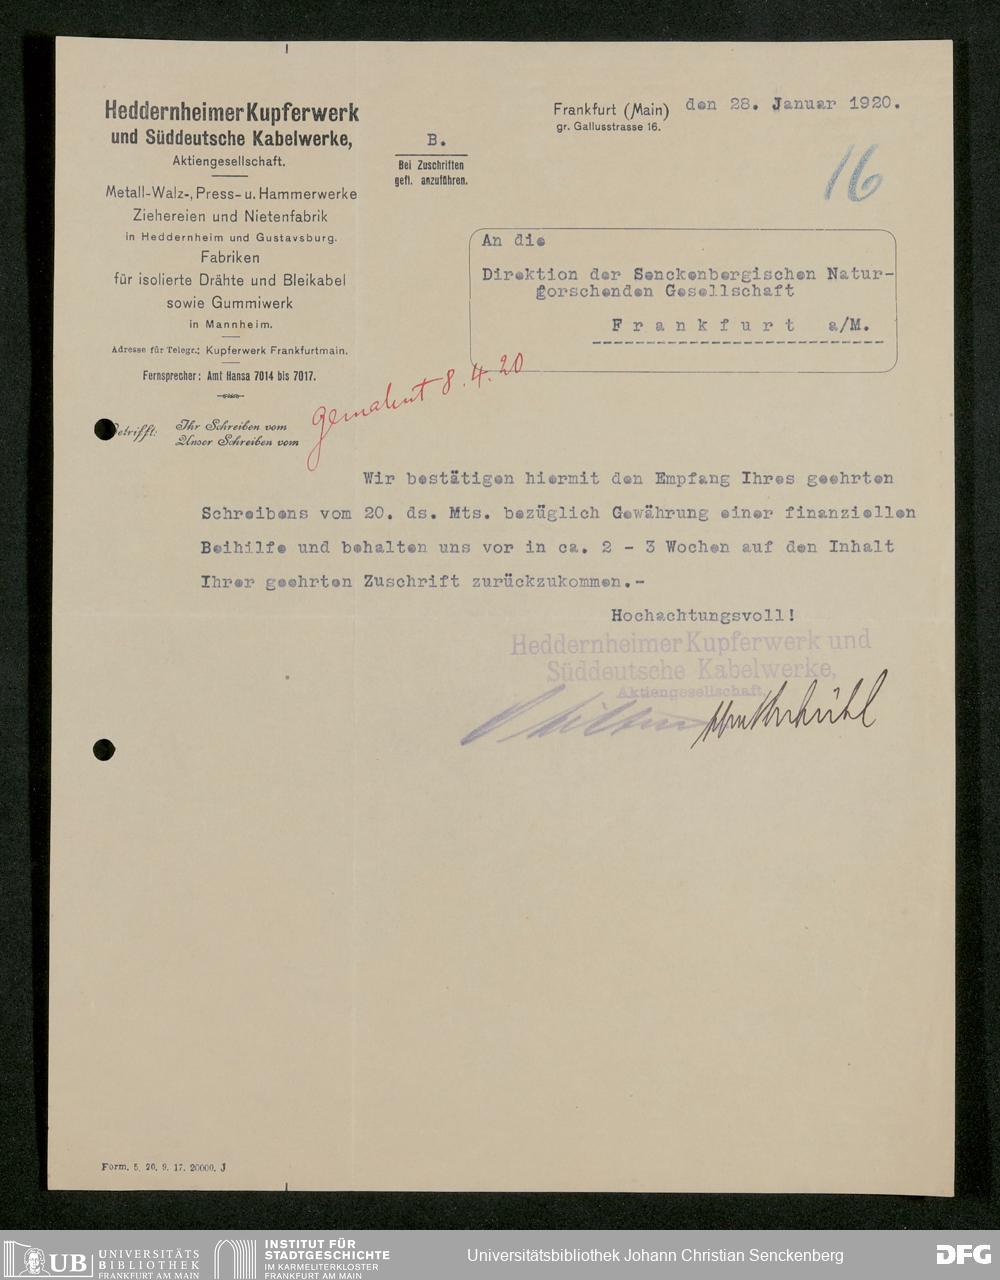 Heddernheimer Kupferwerk
und Süddeutsche Kabelwerke,
Aktiengesellschaft.
Metall-Walz-, Press- u. Hammerwerke
Ziehereien und Nietenfabrik
in Heddernheim und Gustavsburg.
Fabriken
für isolierte Drähte und Bleikabel
sowie Gummiwerk
in Mannheim.
Adresse für Telegr.: Kupferwerk Frankfurtmain.
Fernsprecher: Amt Hansa 7014 bis 7017.
B.
Bei Zuschriften
gefl. anzuführen.
Frankfurt (Main) den 28. Januar 1920.
gr. Gallusstrasse 16.
16
An die
Direktion der Senckenbergischen Natur-
forschenden Gesellschaft
Frankfurt a/M.
gemahnt 8.4.20
Betrifft: Ihr Schreiben vom
Unser Schreiben vom
Wir bestätigen hiermit den Empfang Ihres geehrten
Schreibens vom 20. ds. Mts. bezüglich Gewährung einer finanziellen
Beihilfe und behalten uns vor in ca. 2 - 3 Wochen auf den Inhalt
Ihrer geehrten Zuschrift zurückzukommen.-
Hochachtungsvoll!
Heddernheimer Kupferwerk und
Süddeutsche Kabelwerke,
Aktiengesellschaft.
Form. 5. 20. 9. 17. 20000. J
UB UNIVERSITÄTS
BIBLIOTHEK
FRANKFURT AM MAIN
INSTITUT FÜR
STADTGESCHICHTE
IM KARMELITERKLOSTER
FRANKFURT AM MAIN
Universitätsbibliothek Johann Christian Senckenberg
DFG